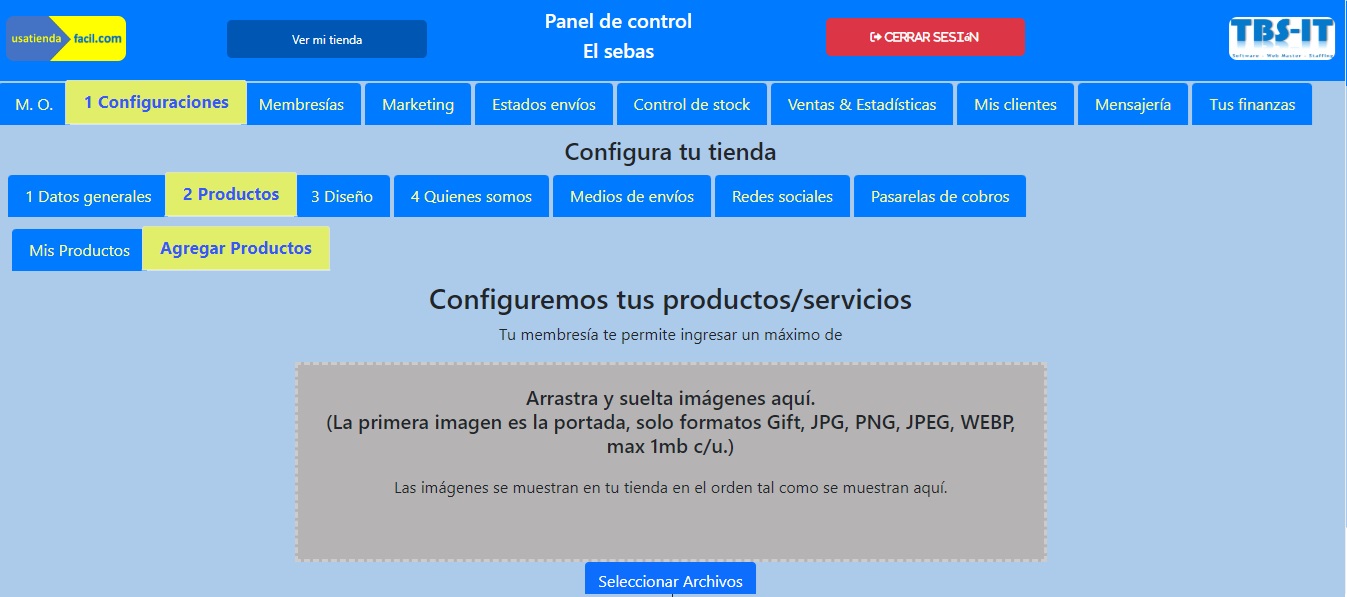 usatienda facil.com
Ver mi tienda
Panel de control
El sebas
CERRAR SESIóN
TBS-IT
Software - Web Master - Staffing
M. O.
1 Configuraciones
Membresías
Marketing
Estados envíos
Control de stock
Ventas & Estadísticas
Mis clientes
Mensajería
Tus finanzas
Configura tu tienda
1 Datos generales
2 Productos
3 Diseño
4 Quienes somos
Medios de envíos
Redes sociales
Pasarelas de cobros
Mis Productos
Agregar Productos
Configuremos tus productos/servicios
Tu membresía te permite ingresar un máximo de
Arrastra y suelta imágenes aquí.
(La primera imagen es la portada, solo formatos Gift, JPG, PNG, JPEG, WEBP,
max 1mb c/u.)
Las imágenes se muestran en tu tienda en el orden tal como se muestran aquí.
Seleccionar Archivos